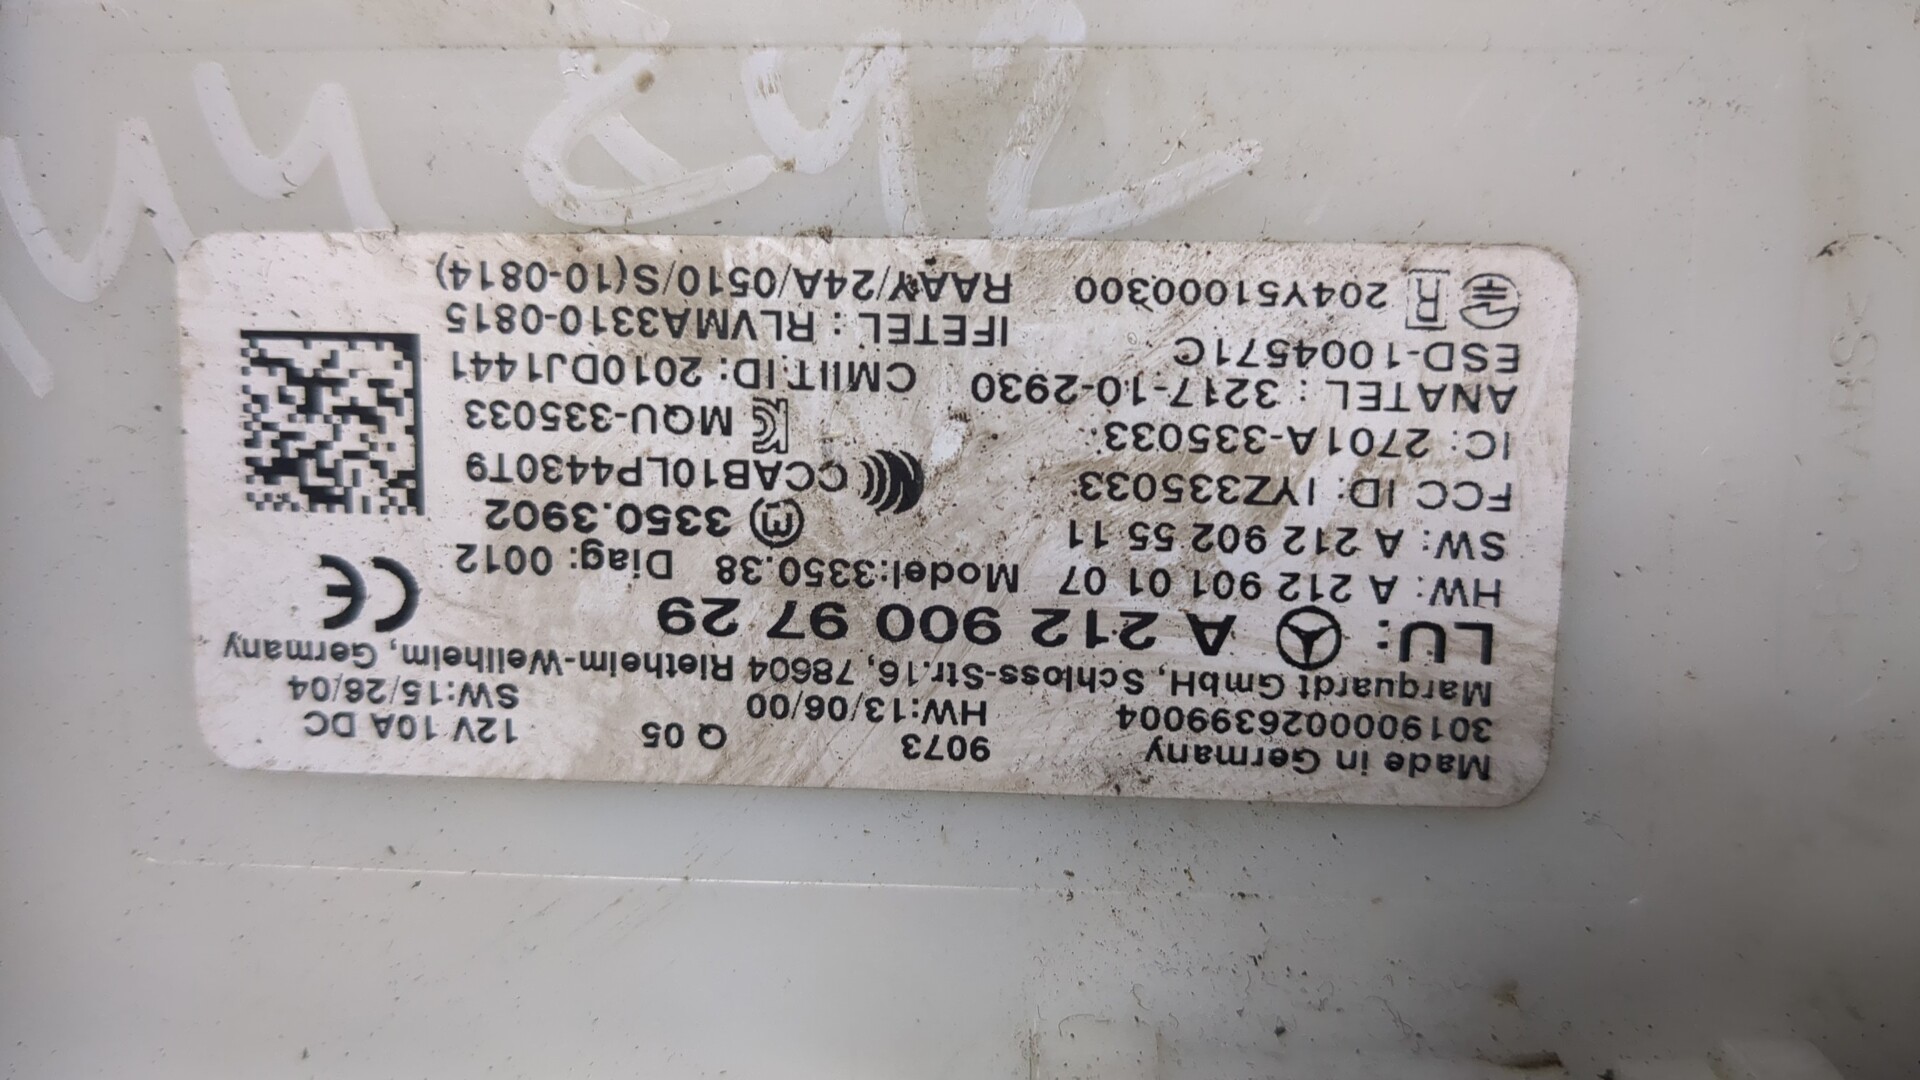 Made in Germany 9073 Q 05 12V 10A DC
3019000026399004 HW:13/06/00 SW:15/26/04
Marquardt GmbH, Schloss-Str.16, 78604 Rietheim-Weilheim, Germany
LU: A 212 900 97 29 CE
HW: A 212 901 01 07 Model:3350.38 Diag: 0012
SW: A 212 902 55 11 3350.3902
FCC ID: IYZ335033 CCAB10LP4430T9
IC: 2701A-335033 MQU-335033
ANATEL : 3217-10-2930 CMIIT ID: 2010DJ1441
ESD-1004571C IFETEL : RLVMA3310-0815
R 204Y51000300 RAAY/24A/0510/S(10-0814)
842